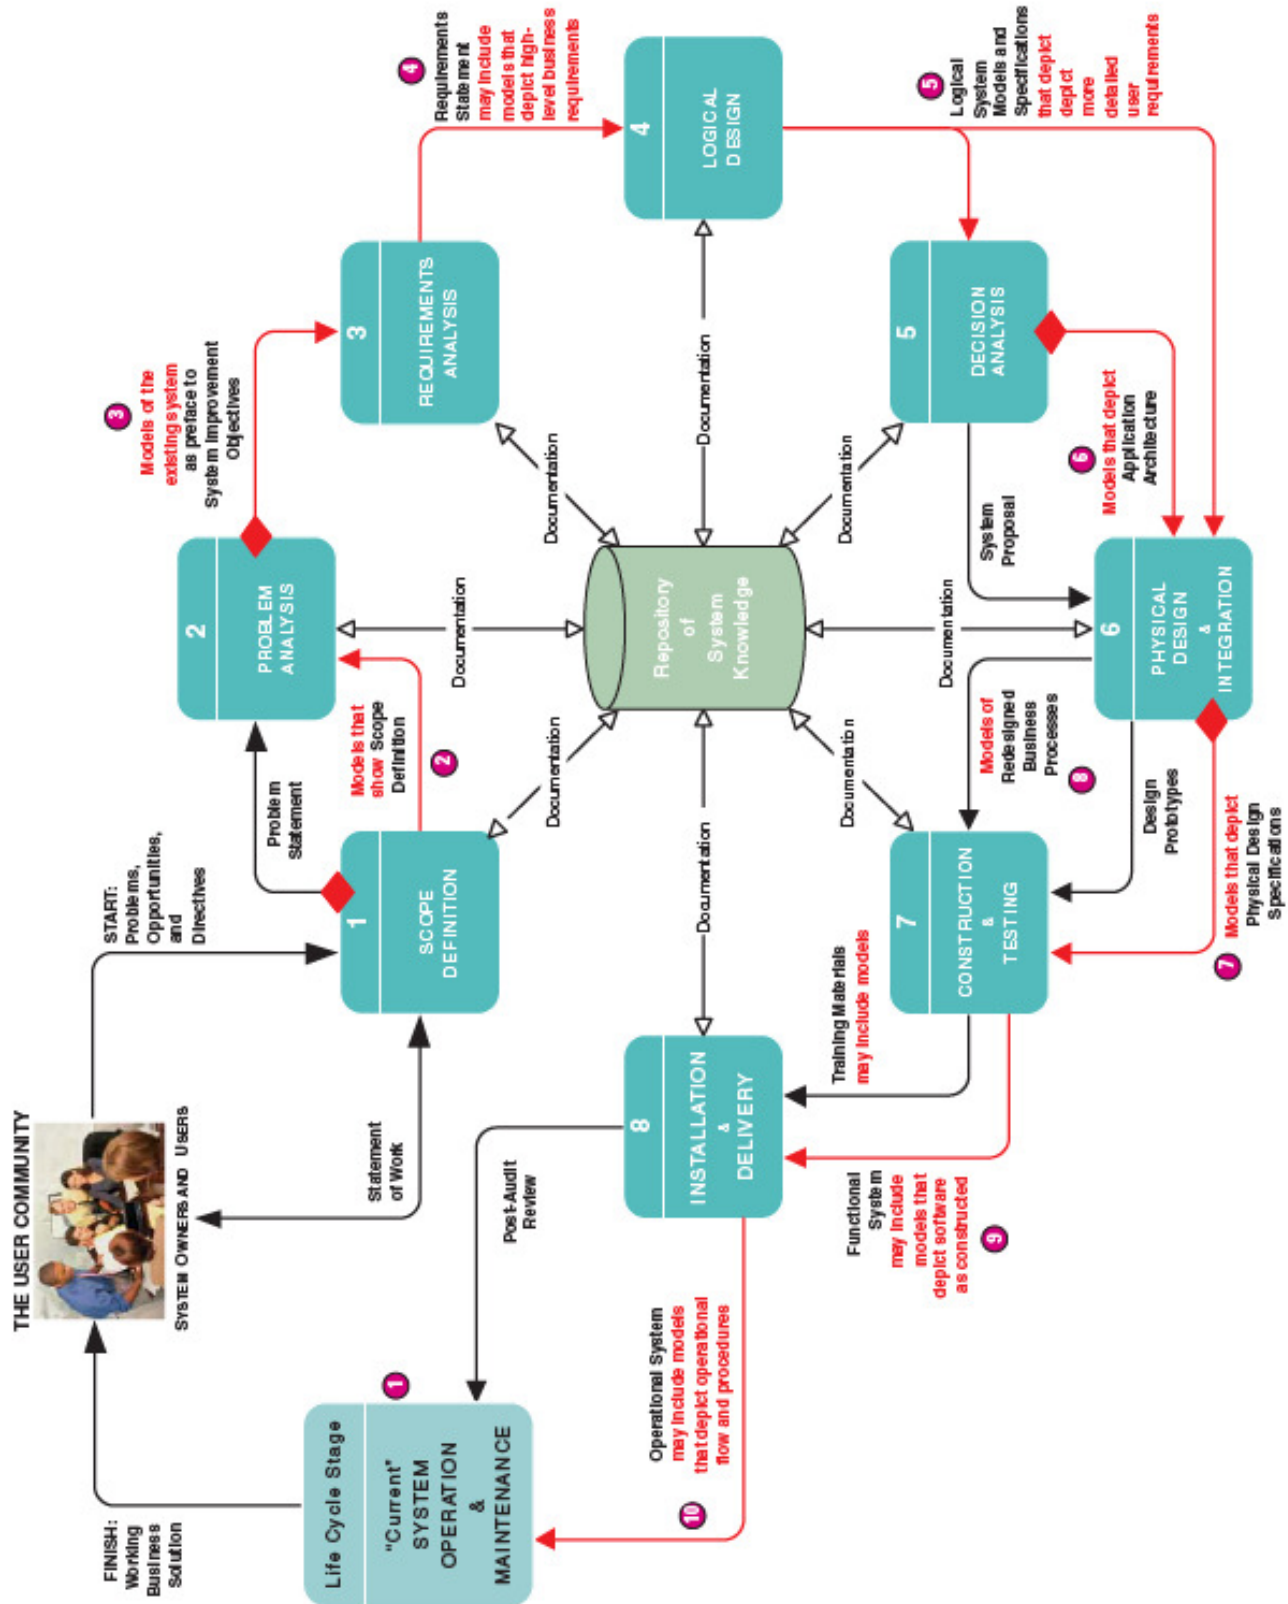 THE USER COMMUNITY
SYSTEM OWNERS AND USERS
FINISH:
Working
Business
Solution
START:
Problems,
Opportunities,
and
Directives
Statement
of Work
Life Cycle Stage
"Current"
SYSTEM
OPERATION
&
MAINTENANCE
1
1
SCOPE
DEFINITION
Problem
Statement
Models that
show Scope
Definition
2
2
PROBLEM
ANALYSIS
3
Models of the
existing system
as preface to
System Improvement
Objectives
3
REQUIREMENTS
ANALYSIS
4
Requirements
Statement
may include
models that
depict high-
level business
requirements
4
LOGICAL
DESIGN
5
Logical
System
Models and
Specifications
that depict
depict
more
detailed
user
requirements
5
DECISION
ANALYSIS
System
Proposal
6
Models that depict
Application
Architecture
6
PHYSICAL
DESIGN
&
INTEGRATION
Models of
Redesigned
Business
Processes
8
Design
Prototypes
7
Models that depict
Physical Design
Specifications
7
CONSTRUCTION
&
TESTING
Training Materials
may include models
Functional
System
may include
models that
depict software
as constructed
9
8
INSTALLATION
&
DELIVERY
Post-Audit
Review
Operational System
may include models
that depict operational
flow and procedures
10
Repository
of
System
Knowledge
Documentation
Documentation
Documentation
Documentation
Documentation
Documentation
Documentation
Documentation